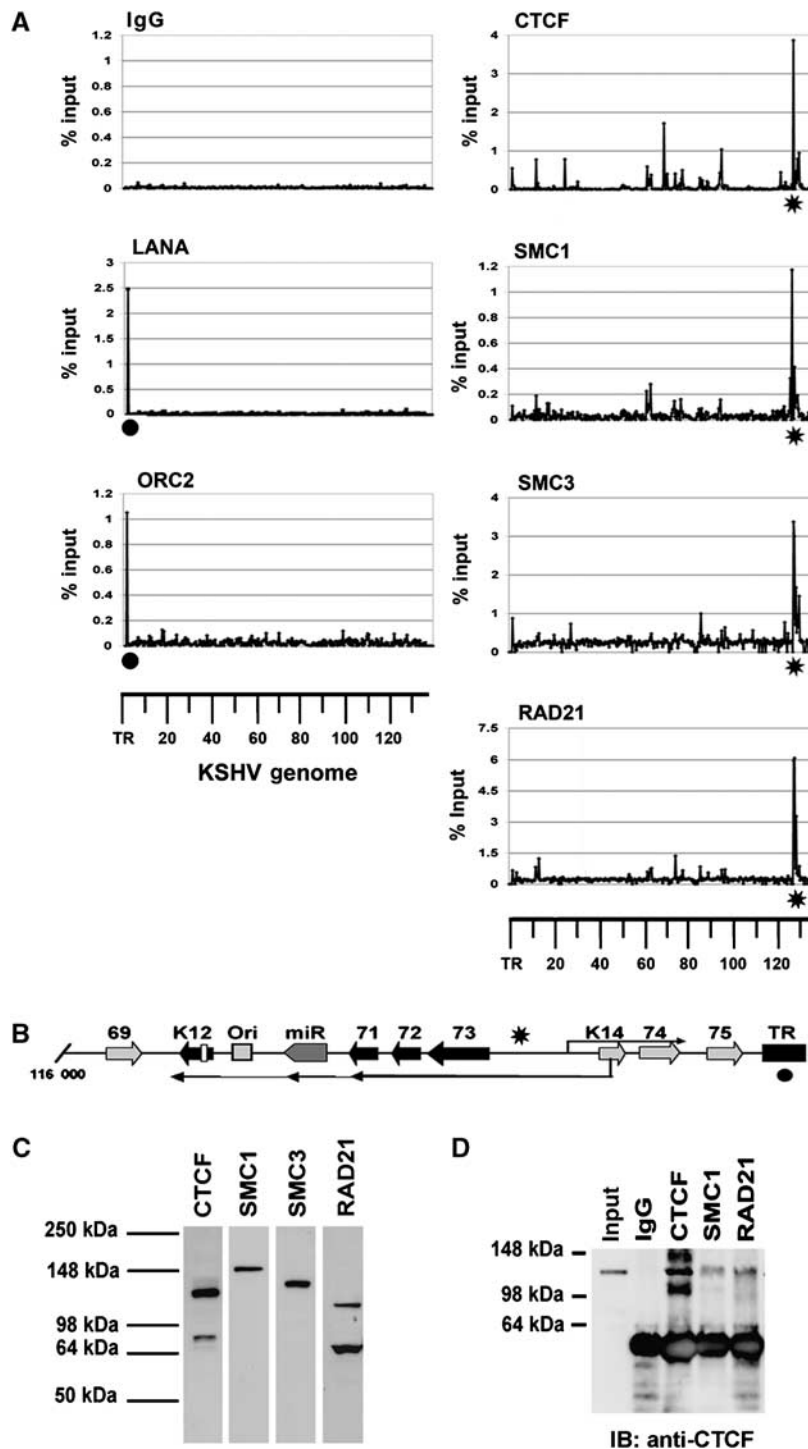 A
IgG
% input
1.2
1
0.8
0.6
0.4
0.2
0
LANA
% input
3
2.5
2
1.5
1
0.5
0
ORC2
% input
1.2
1
0.8
0.6
0.4
0.2
0
TR 20 40 60 80 100 120
KSHV genome
CTCF
% input
4
3
2
1
0
SMC1
% input
1.2
1
0.8
0.6
0.4
0.2
0
SMC3
% input
4
3
2
1
0
RAD21
% Input
7.5
6
4.5
3
1.5
0
TR 20 40 60 80 100 120
B
69 K12 Ori miR 71 72 73 K14 74 75 TR
116 000
C
CTCF SMC1 SMC3 RAD21
250 kDa
148 kDa
98 kDa
64 kDa
50 kDa
D
Input IgG CTCF SMC1 RAD21
148 kDa
98 kDa
64 kDa
IB: anti-CTCF